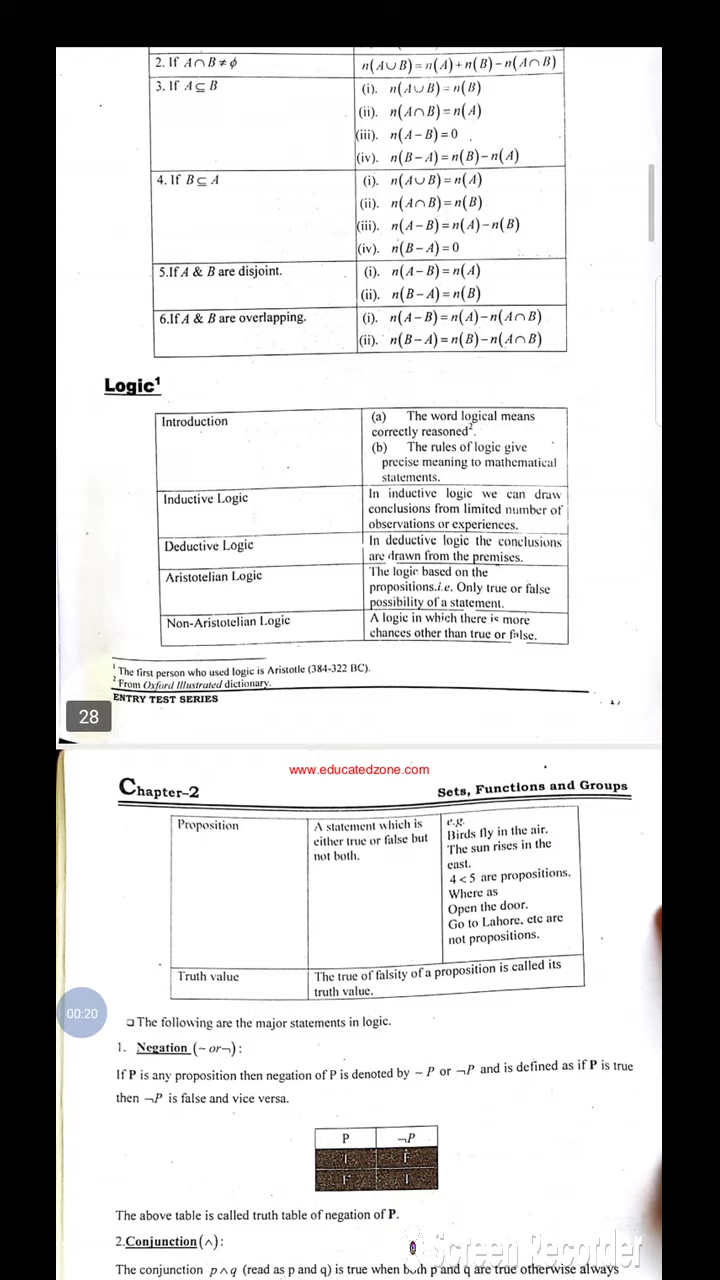 2. If A∩B≠ϕ n(A∪B)=n(A)+n(B)−n(A∩B)
3. If A⊆B (i). n(A∪B)=n(B)
(ii). n(A∩B)=n(A)
(iii). n(A−B)=0
(iv). n(B−A)=n(B)−n(A)
4. If B⊆A (i). n(A∪B)=n(A)
(ii). n(A∩B)=n(B)
(iii). n(A−B)=n(A)−n(B)
(iv). n(B−A)=0
5.If A & B are disjoint. (i). n(A−B)=n(A)
(ii). n(B−A)=n(B)
6.If A & B are overlapping. (i). n(A−B)=n(A)−n(A∩B)
(ii). n(B−A)=n(B)−n(A∩B)
Logic¹
Introduction
(a) The word logical means
correctly reasoned².
(b) The rules of logic give
precise meaning to mathematical
statements.
Inductive Logic
In inductive logic we can draw
conclusions from limited number of
observations or experiences.
Deductive Logic
In deductive logic the conclusions
are drawn from the premises.
Aristotelian Logic
The logic based on the
propositions.i.e. Only true or false
possibility of a statement.
Non-Aristotelian Logic
A logic in which there is more
chances other than true or false.
¹ The first person who used logic is Aristotle (384-322 BC).
² From Oxford Illustrated dictionary.
ENTRY TEST SERIES
28
www.educatedzone.com
Chapter–2 Sets, Functions and Groups
Proposition
A statement which is
either true or false but
not both.
e.g.
Birds fly in the air.
The sun rises in the
east.
4 < 5 are propositions.
Where as
Open the door.
Go to Lahore. etc are
not propositions.
Truth value
The true of falsity of a proposition is called its
truth value.
00:20
❑ The following are the major statements in logic.
1. Negation (~ or¬) :
If P is any proposition then negation of P is denoted by ~ P or ¬P and is defined as if P is true
then ¬P is false and vice versa.
P ¬P
T F
F T
The above table is called truth table of negation of P.
2.Conjunction(∧) :
Screen Recorder
The conjunction p∧q (read as p and q) is true when both p and q are true otherwise always